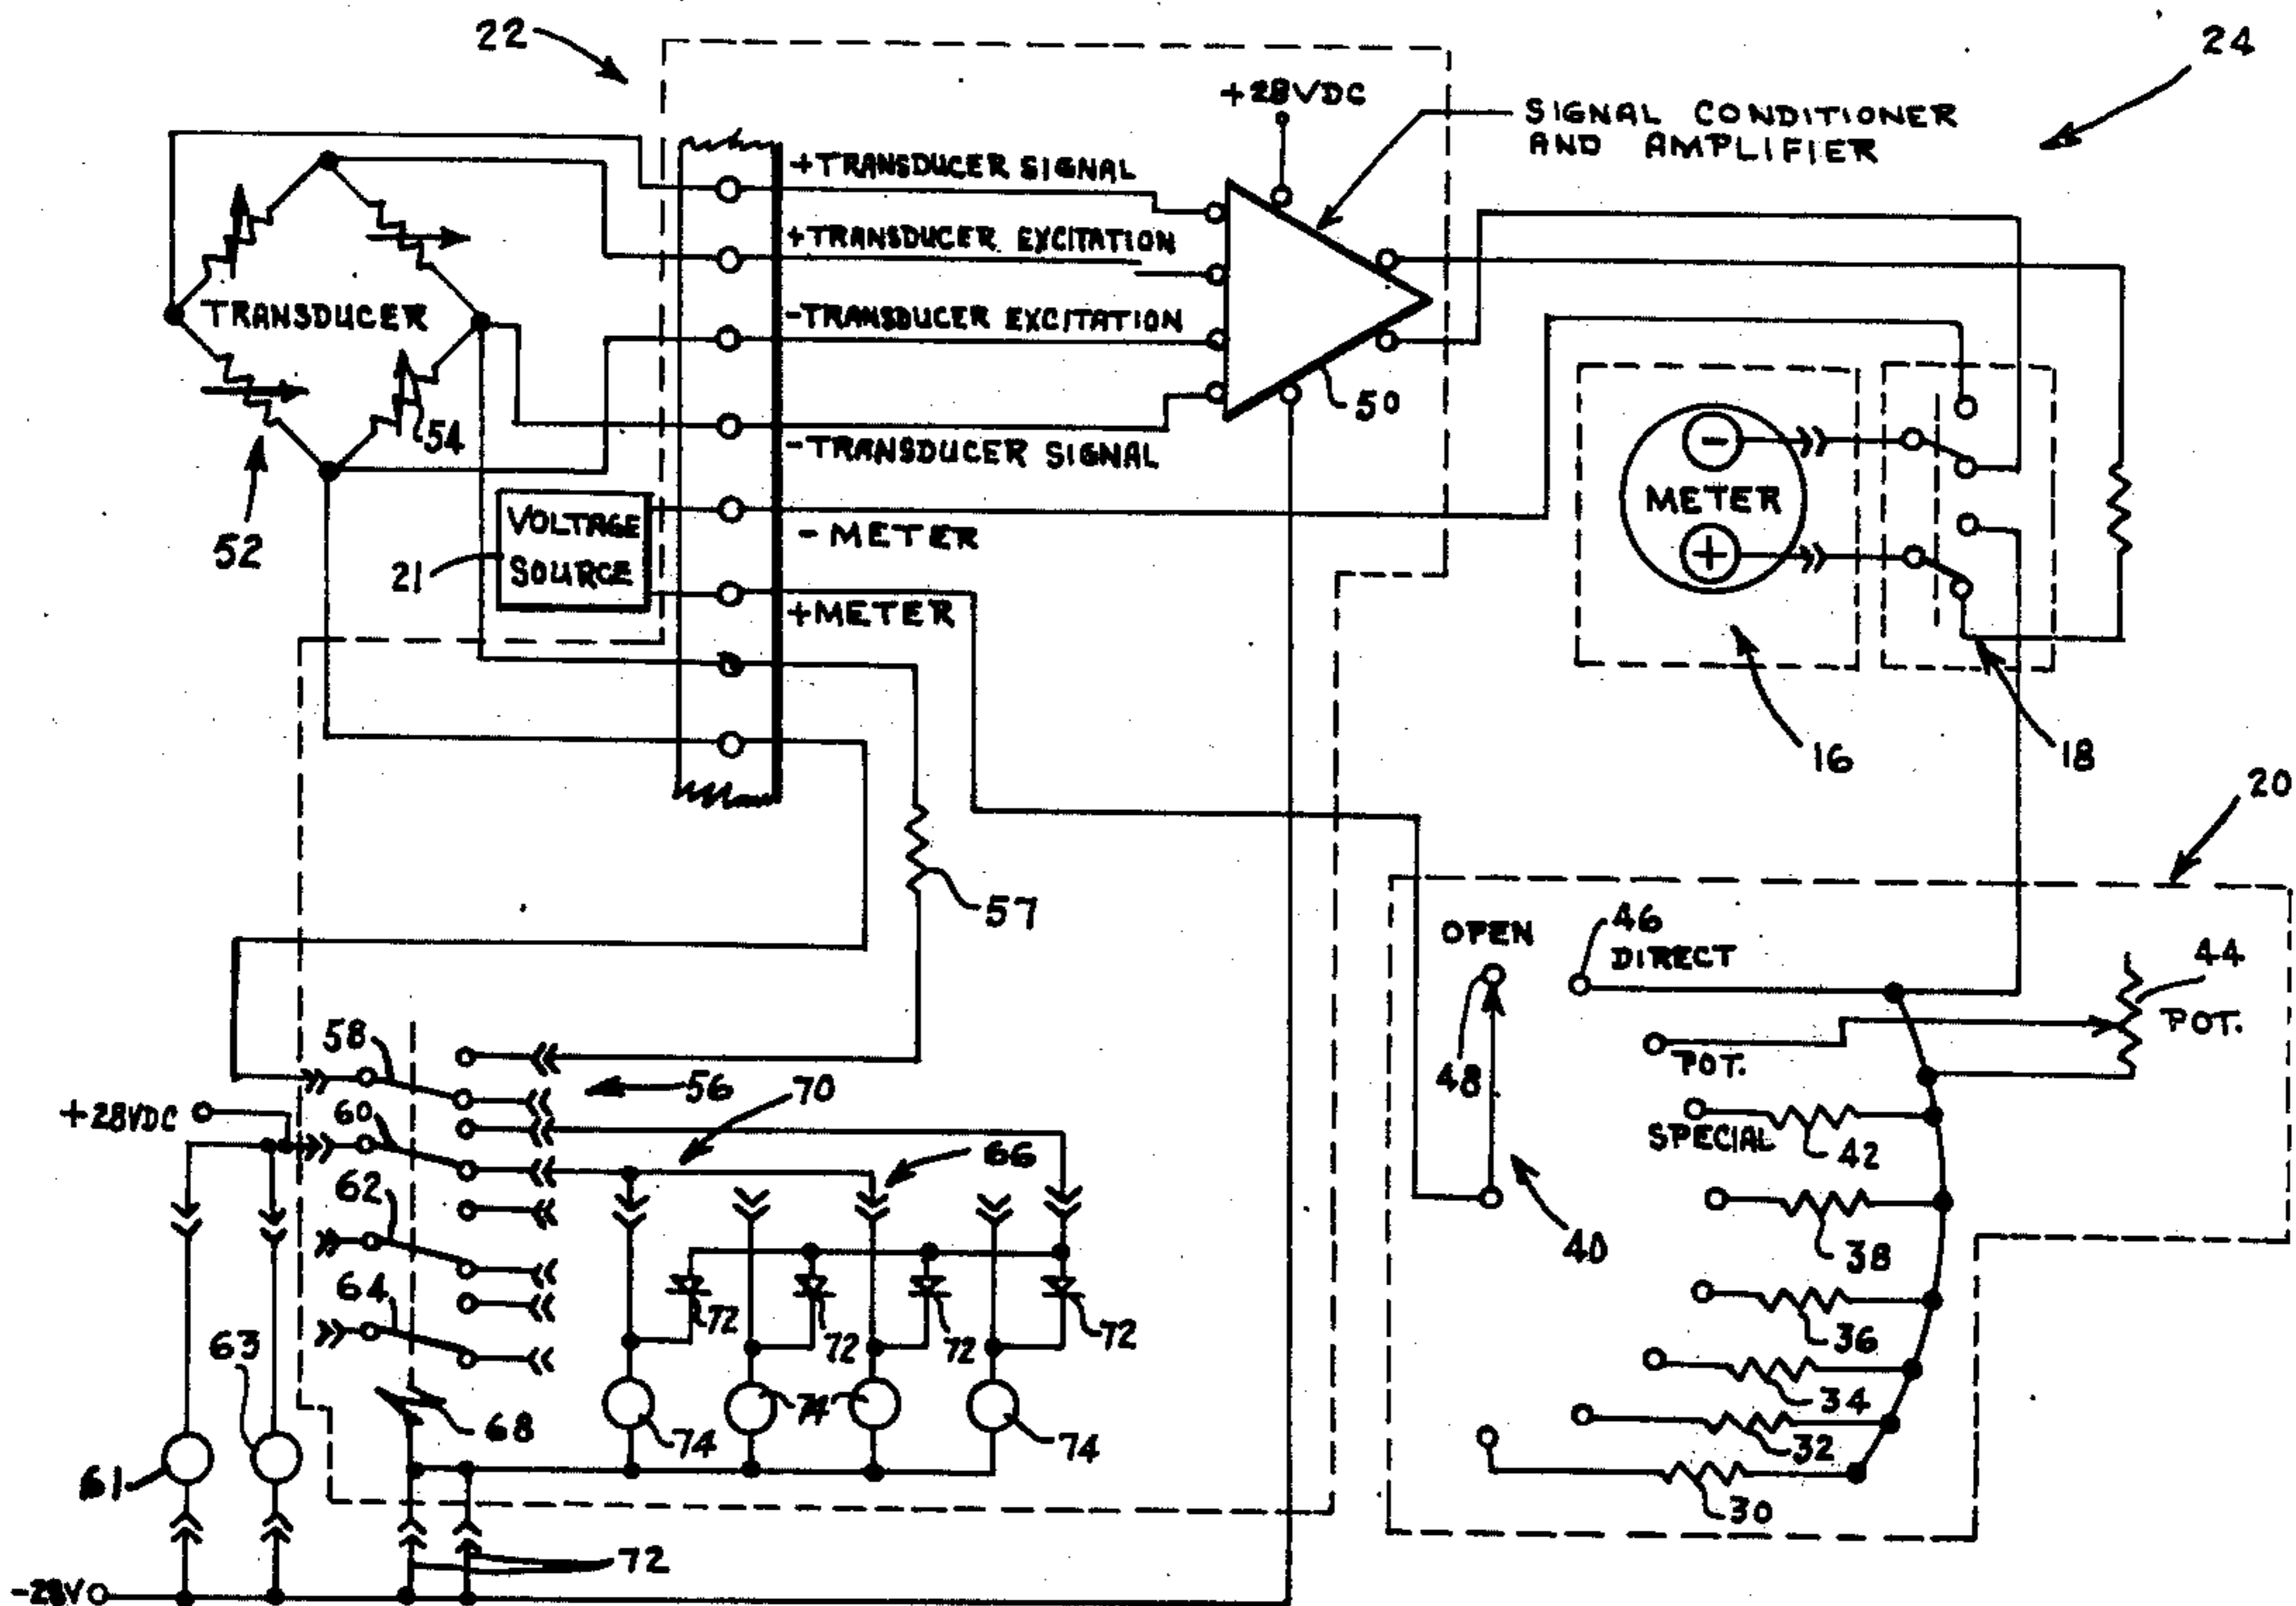 22
24
+28VDC
SIGNAL CONDITIONER
AND AMPLIFIER
+TRANSDUCER SIGNAL
+TRANSDUCER EXCITATION
TRANSDUCER
-TRANSDUCER EXCITATION
50
54
-TRANSDUCER SIGNAL
-
METER
+
52
VOLTAGE
SOURCE
21
- METER
+METER
16
18
20
57
OPEN
46
DIRECT
44
POT.
48
POT.
58
56
70
+28VDC
60
66
SPECIAL
42
62
40
38
64
72
72
72
72
36
63
34
68
74
74
74
32
61
30
72
-28V